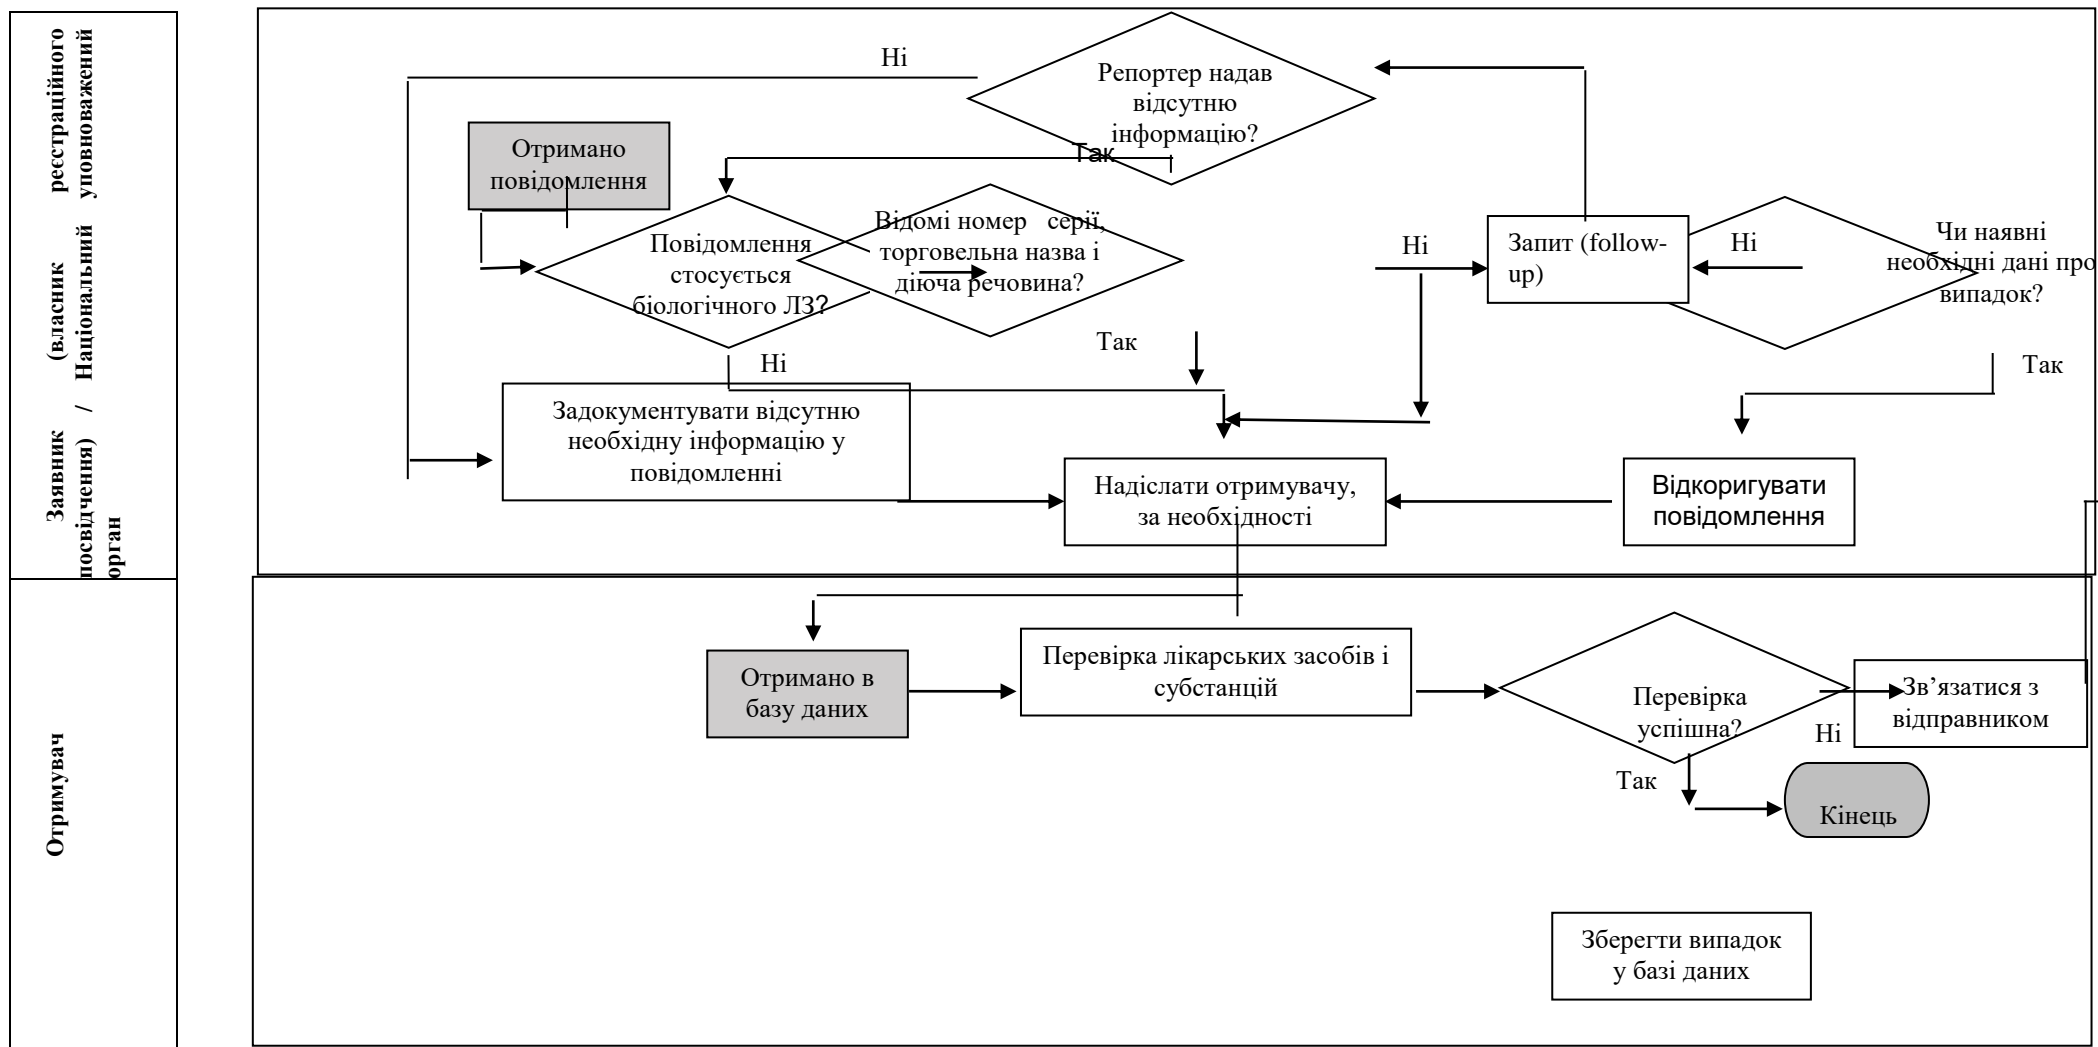 Заявник (власник реєстраційного
посвідчення) / Національний уповноважений
орган
Ні
Репортер надав
відсутню
інформацію?
Так
Отримано
повідомлення
Повідомлення
стосується
біологічного ЛЗ?
Відомі номер серії,
торговельна назва і
діюча речовина?
Ні
Запит (follow-
up)
Ні
Чи наявні
необхідні дані про
випадок?
Так
Ні
Так
Задокументувати відсутню
необхідну інформацію у
повідомленні
Надіслати отримувачу,
за необхідності
Відкоригувати
повідомлення
Отримувач
Отримано в
базу даних
Перевірка лікарських засобів і
субстанцій
Перевірка
успішна?
Ні
Зв’язатися з
відправником
Так
Кінець
Зберегти випадок
у базі даних